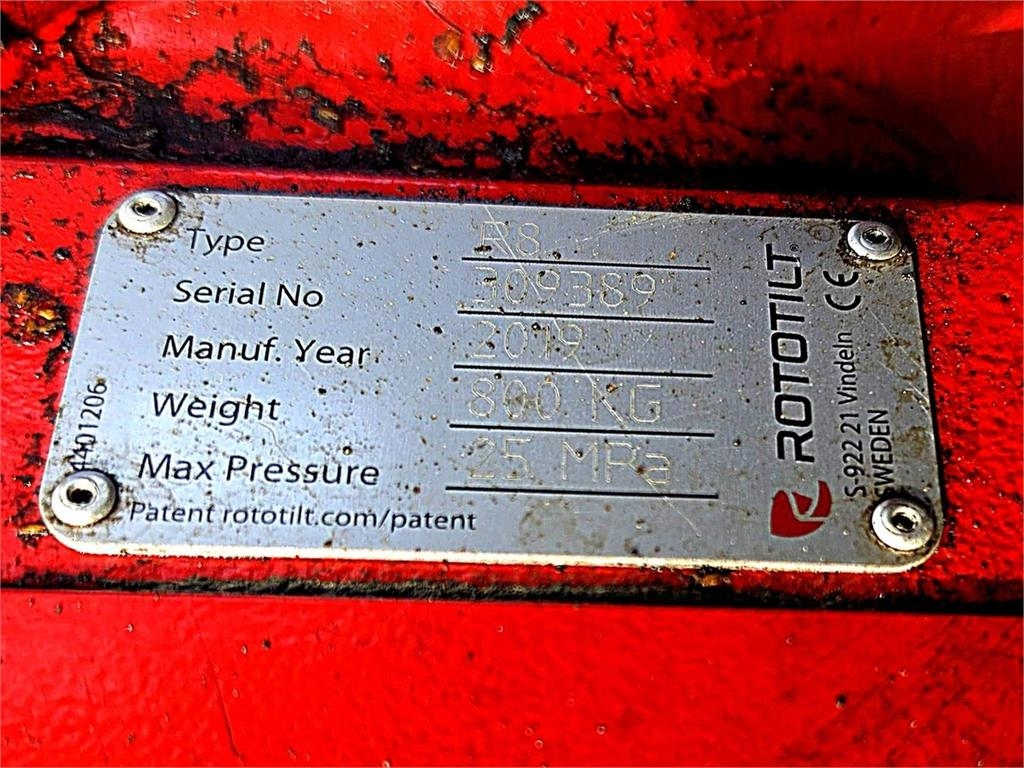 Type R8
Serial No 309389
Manuf. Year 2019
Weight 800 KG
Max Pressure 25 MPa
Patent rototilt.com/patent
4401206
ROTOTILT
S-922 21 Vindeln CE
SWEDEN